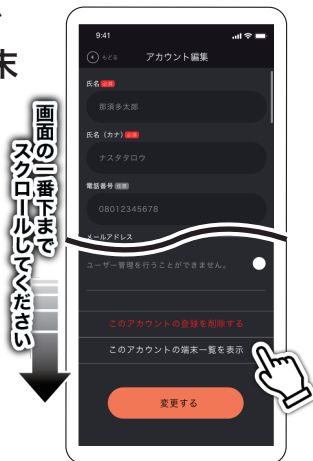 末
画面の一番下まで
スクロールしてください
9:41
もどる
アカウント編集
氏名 必須
那須多太郎
氏名（カナ）必須
ナスタタロウ
電話番号 任意
08012345678
メールアドレス
ユーザー管理を行うことができません。
このアカウントの登録を削除する
このアカウントの端末一覧を表示
変更する